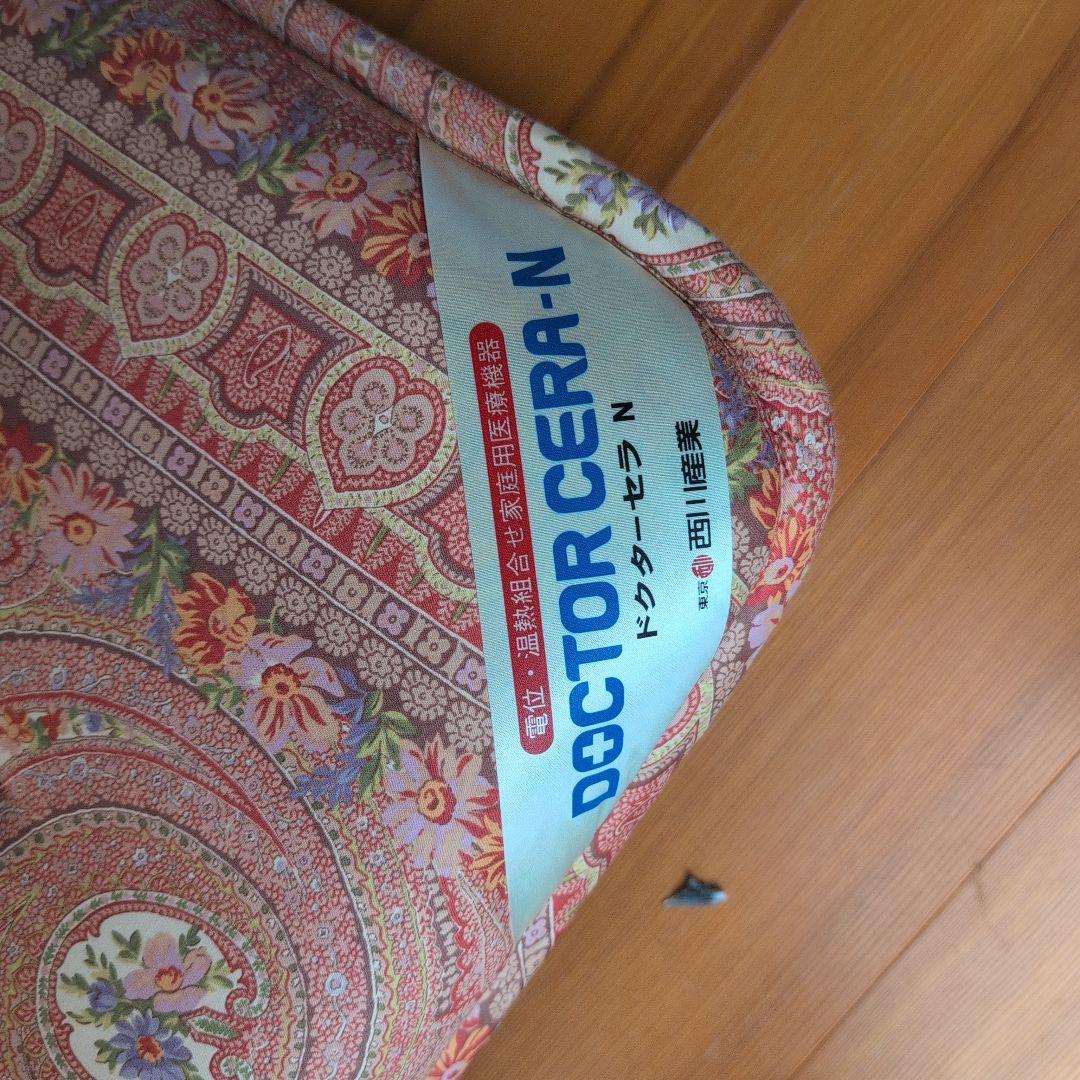 電位・温熱組合せ家庭用医療機器
DOCTOR CERA-N
ドクターセラ N
東京 西川産業